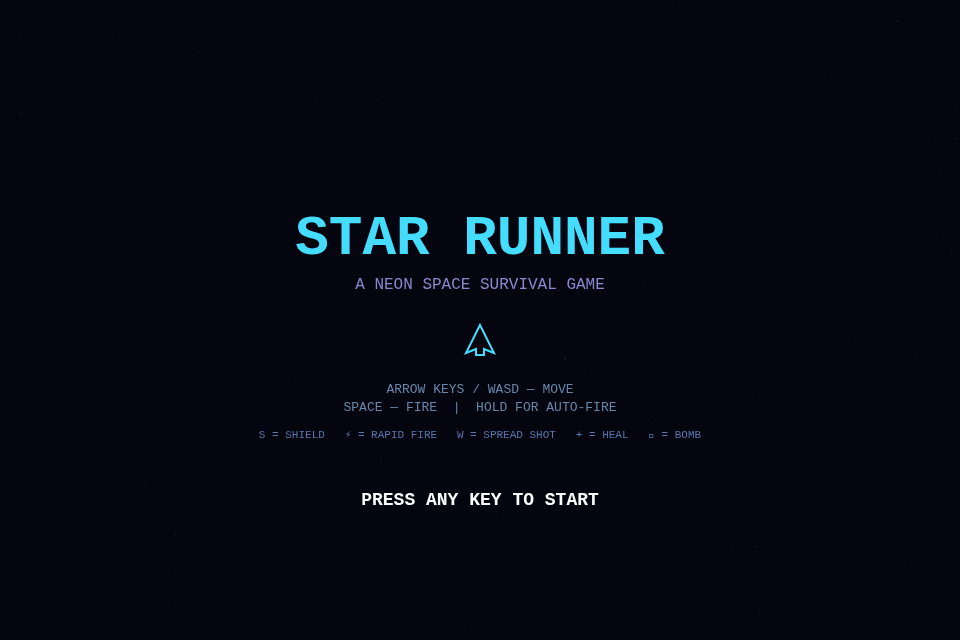 STAR RUNNER
A NEON SPACE SURVIVAL GAME
ARROW KEYS / WASD — MOVE
SPACE — FIRE | HOLD FOR AUTO-FIRE
S = SHIELD ⚡ = RAPID FIRE W = SPREAD SHOT + = HEAL = BOMB
PRESS ANY KEY TO START